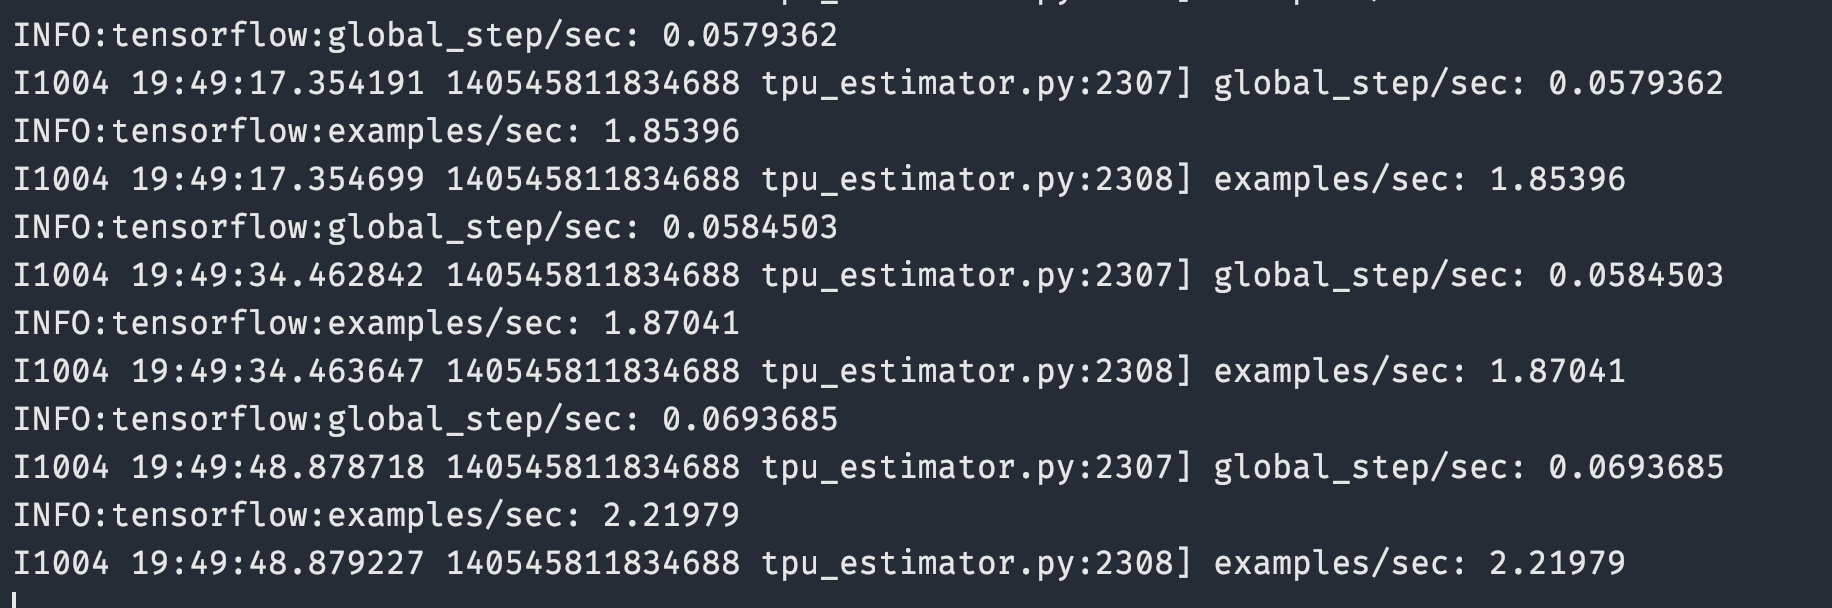 INFO:tensorflow:global_step/sec: 0.0579362
I1004 19:49:17.354191 140545811834688 tpu_estimator.py:2307] global_step/sec: 0.0579362
INFO:tensorflow:examples/sec: 1.85396
I1004 19:49:17.354699 140545811834688 tpu_estimator.py:2308] examples/sec: 1.85396
INFO:tensorflow:global_step/sec: 0.0584503
I1004 19:49:34.462842 140545811834688 tpu_estimator.py:2307] global_step/sec: 0.0584503
INFO:tensorflow:examples/sec: 1.87041
I1004 19:49:34.463647 140545811834688 tpu_estimator.py:2308] examples/sec: 1.87041
INFO:tensorflow:global_step/sec: 0.0693685
I1004 19:49:48.878718 140545811834688 tpu_estimator.py:2307] global_step/sec: 0.0693685
INFO:tensorflow:examples/sec: 2.21979
I1004 19:49:48.879227 140545811834688 tpu_estimator.py:2308] examples/sec: 2.21979